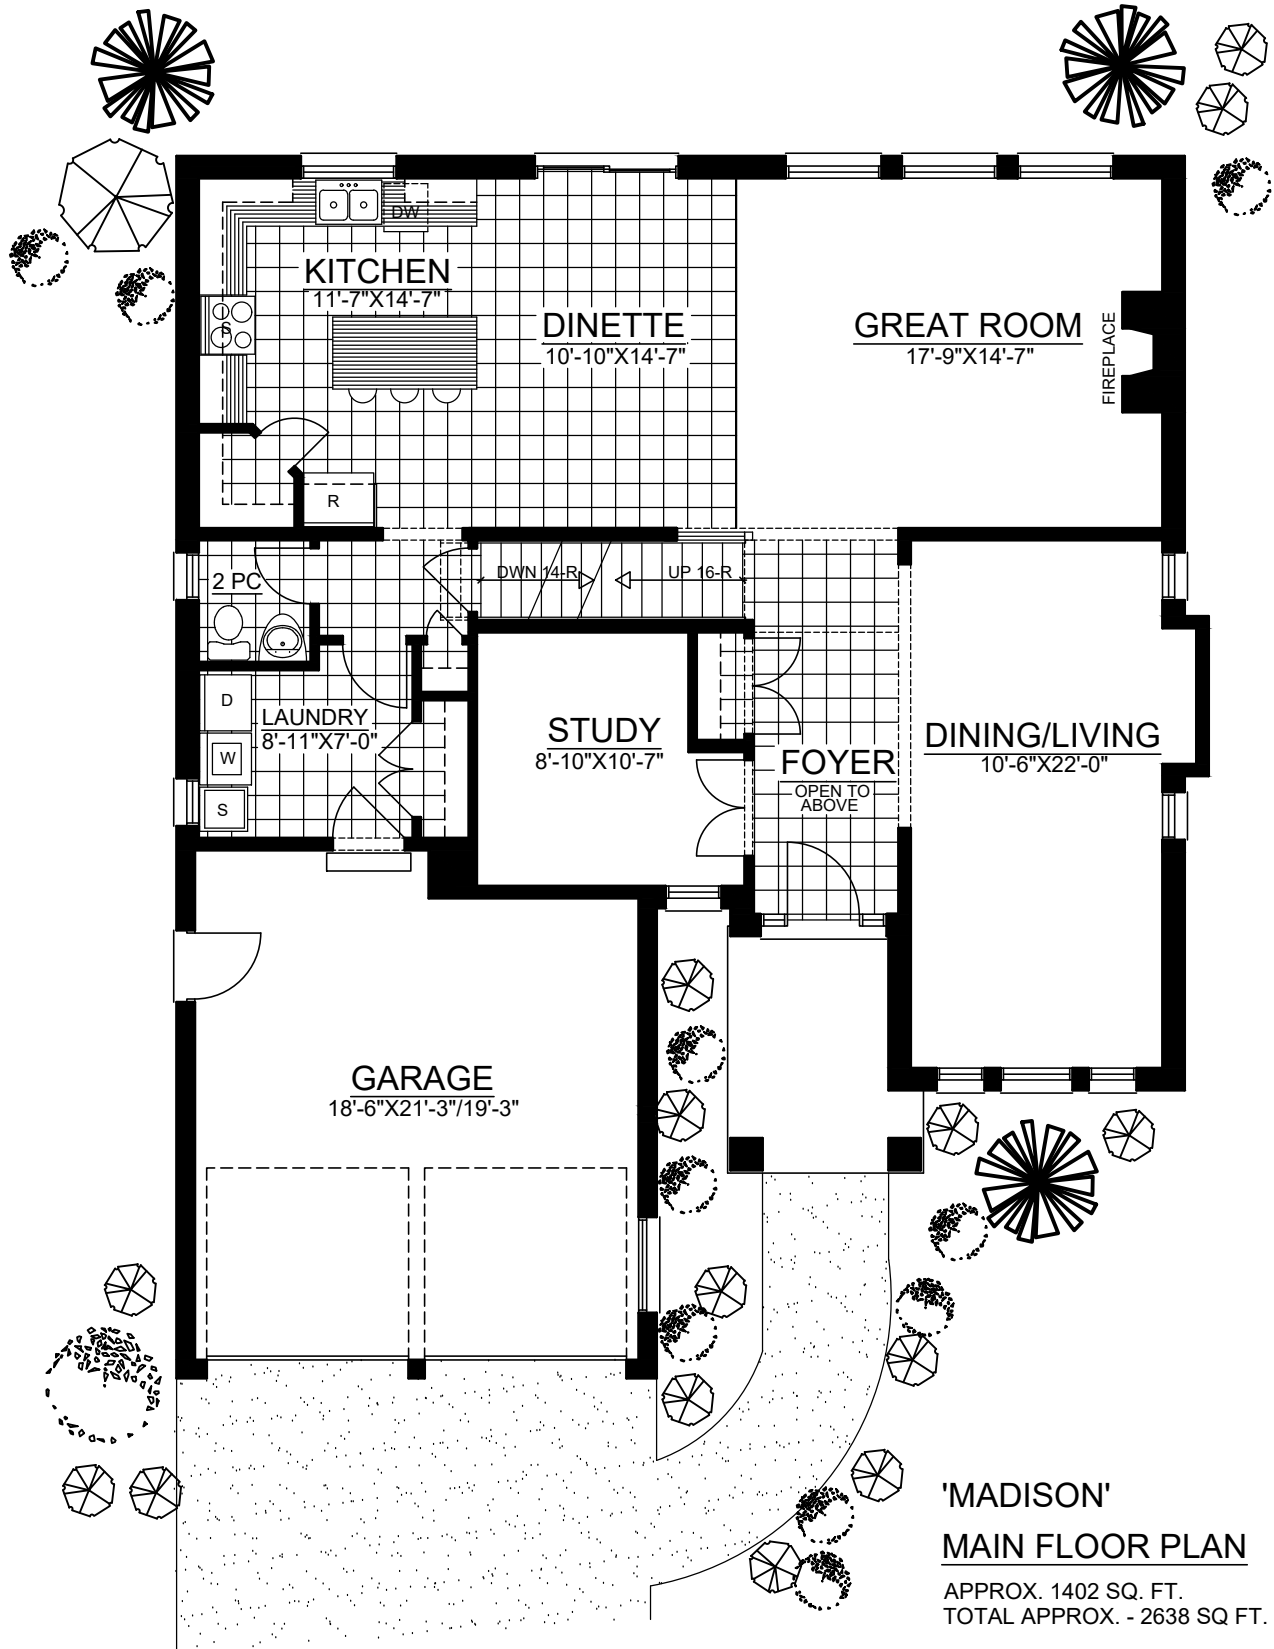 DW
KITCHEN
11'-7"X14'-7"
S
DINETTE
10'-10"X14'-7"
GREAT ROOM
17'-9"X14'-7"
FIREPLACE
R
2 PC
DWN 14-R
UP 16-R
D
LAUNDRY
8'-11"X7'-0"
W
S
STUDY
8'-10"X10'-7"
FOYER
OPEN TO
ABOVE
DINING/LIVING
10'-6"X22'-0"
GARAGE
18'-6"X21'-3"/19'-3"
'MADISON'
MAIN FLOOR PLAN
APPROX. 1402 SQ. FT.
TOTAL APPROX. - 2638 SQ FT.